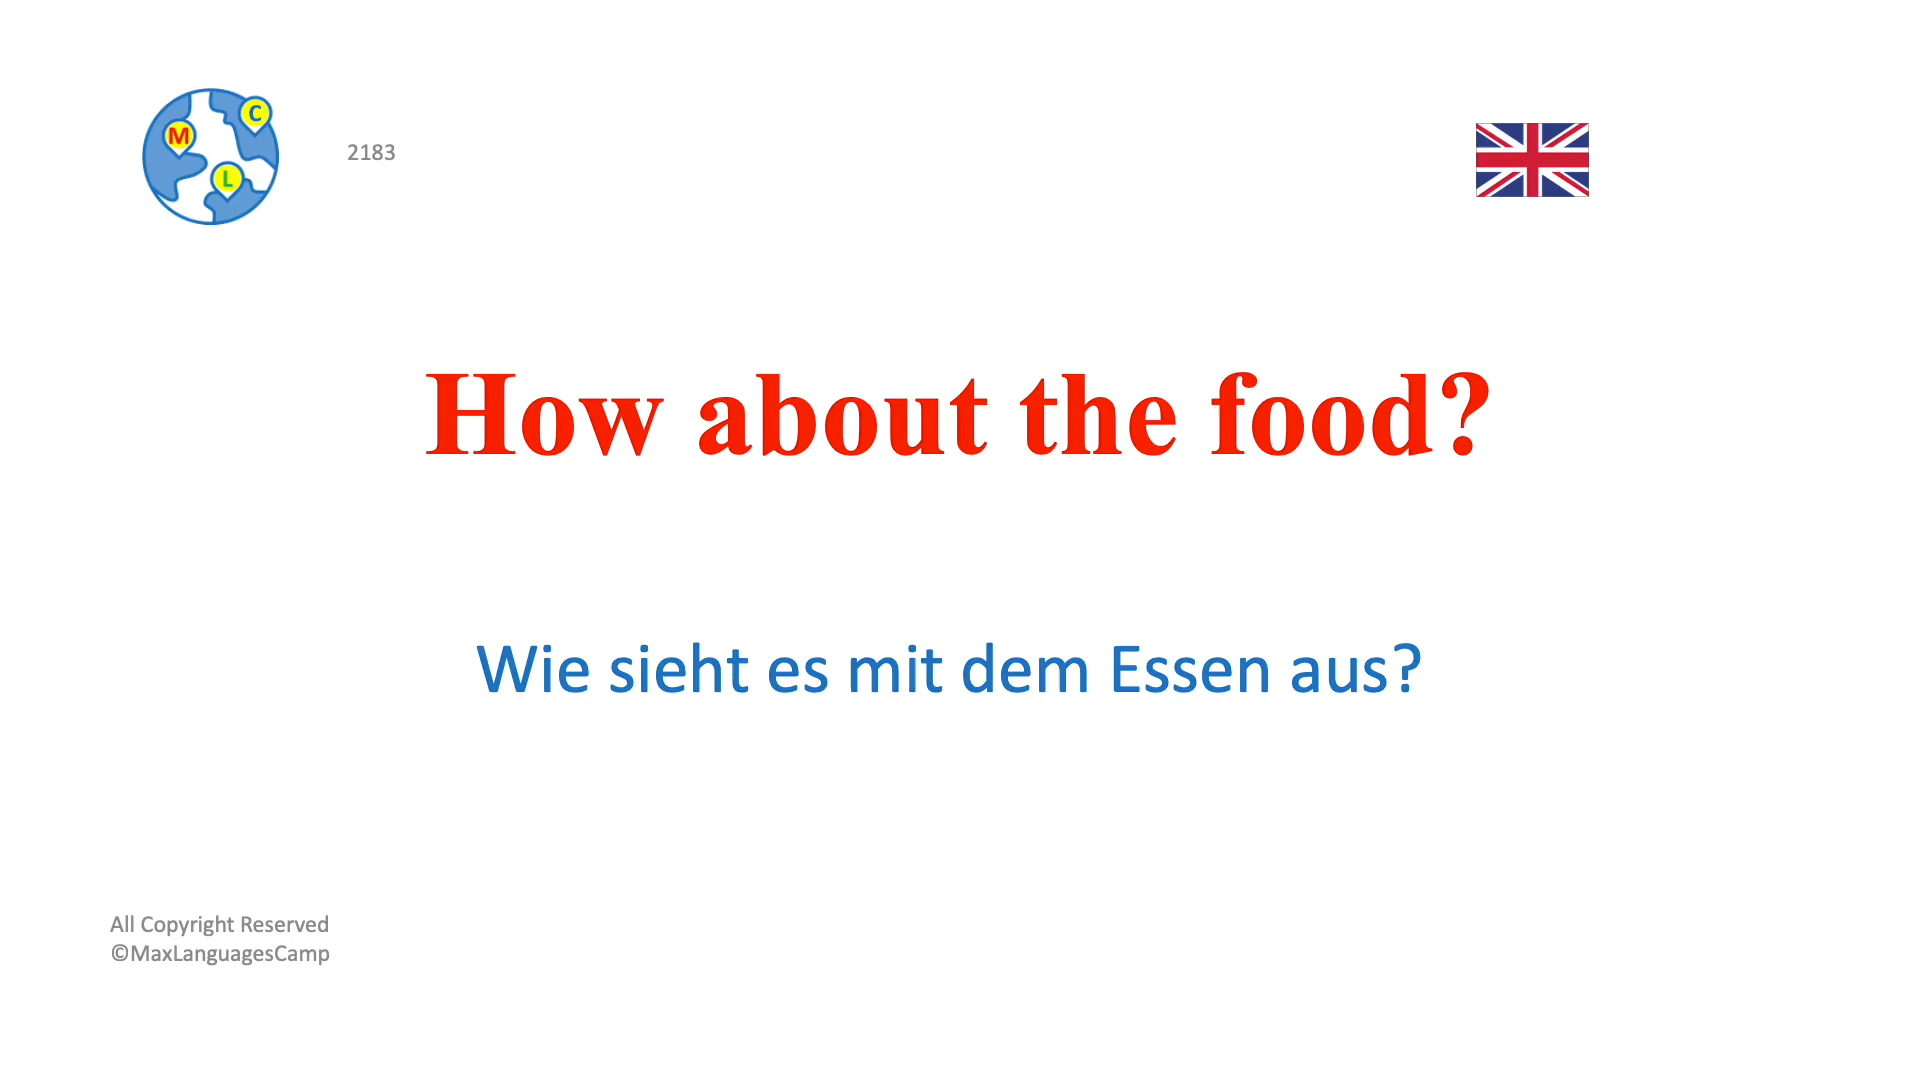 M
C
L
2183
How about the food?
Wie sieht es mit dem Essen aus?
All Copyright Reserved
©MaxLanguagesCamp